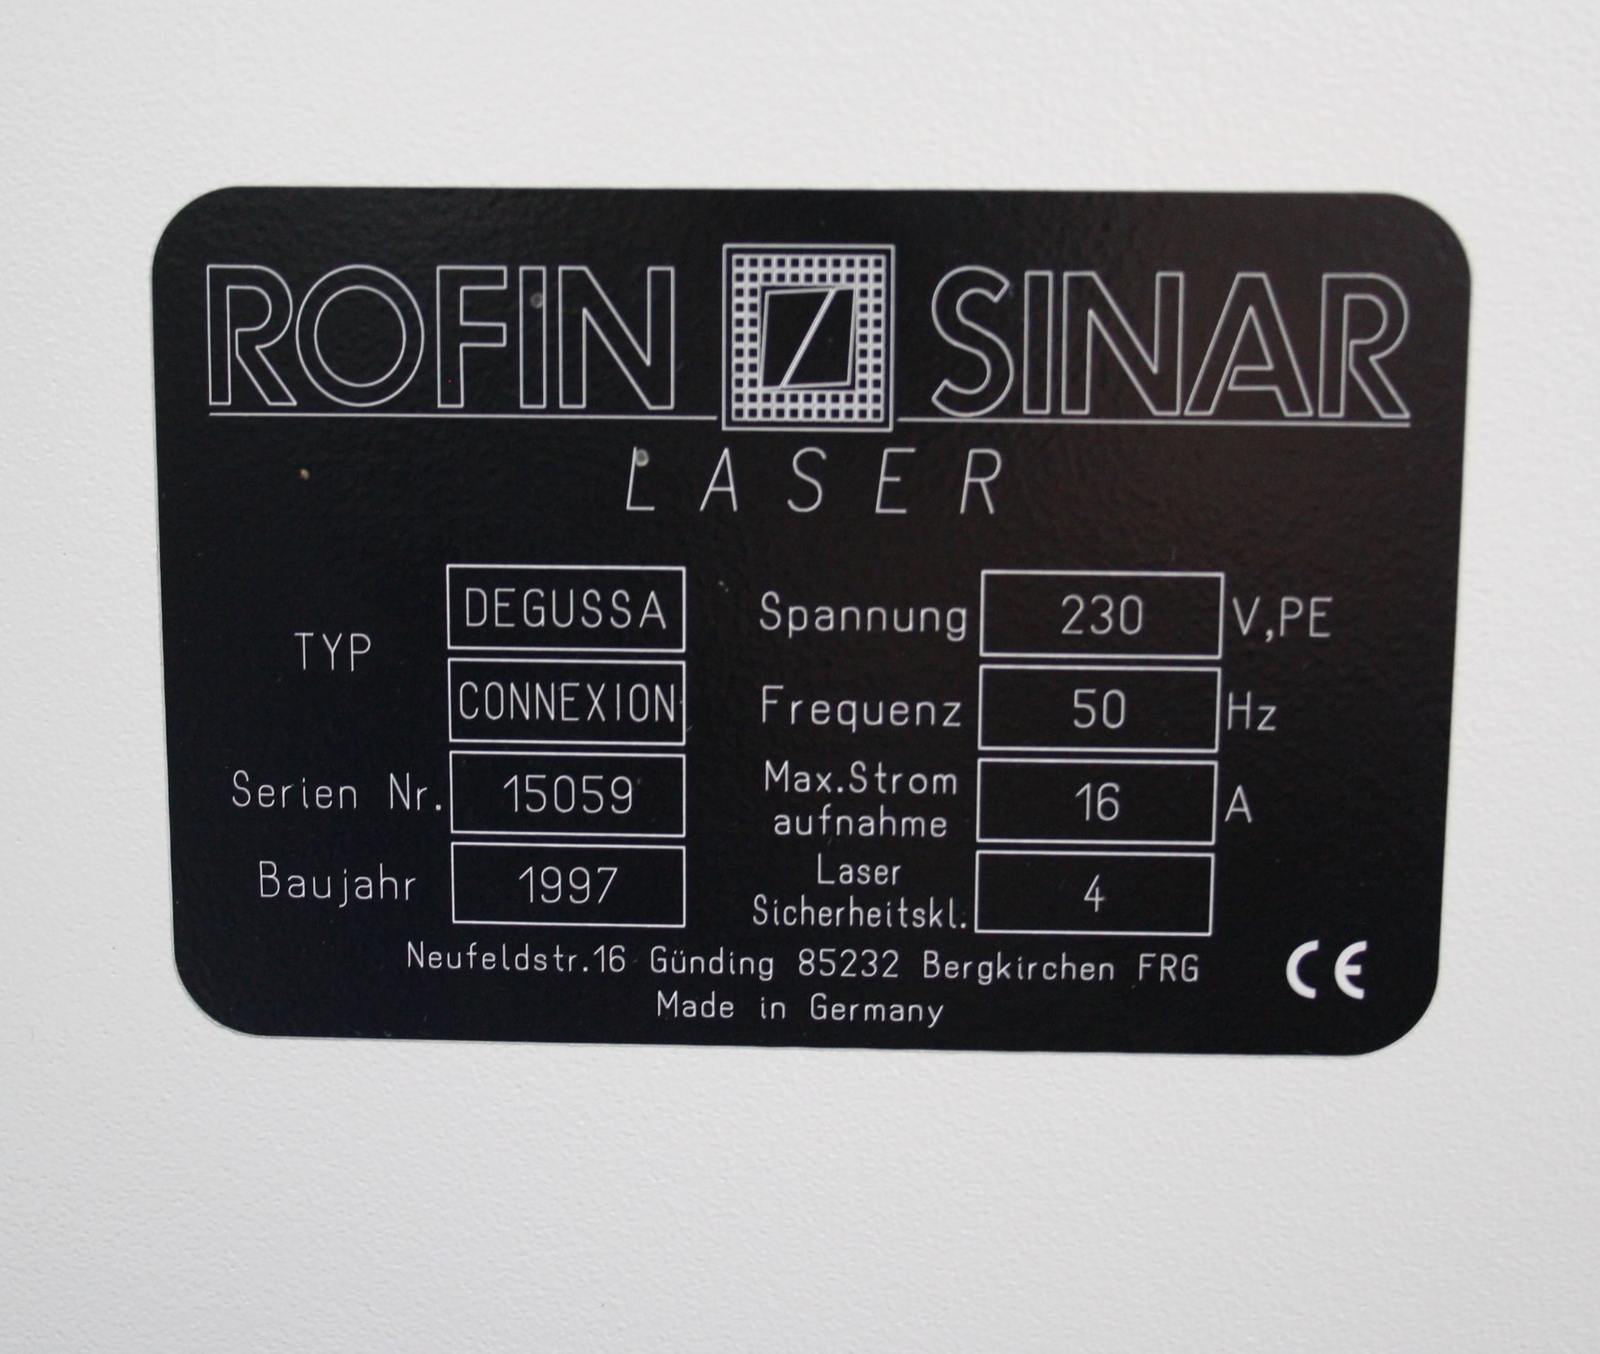 ROFIN SINAR
LASER
TYP
DEGUSSA
CONNEXION
Serien Nr. 15059
Baujahr 1997
Spannung 230 V,PE
Frequenz 50 Hz
Max.Strom
aufnahme 16 A
Laser
Sicherheitskl. 4
Neufeldstr.16 Günding 85232 Bergkirchen FRG
Made in Germany
CE